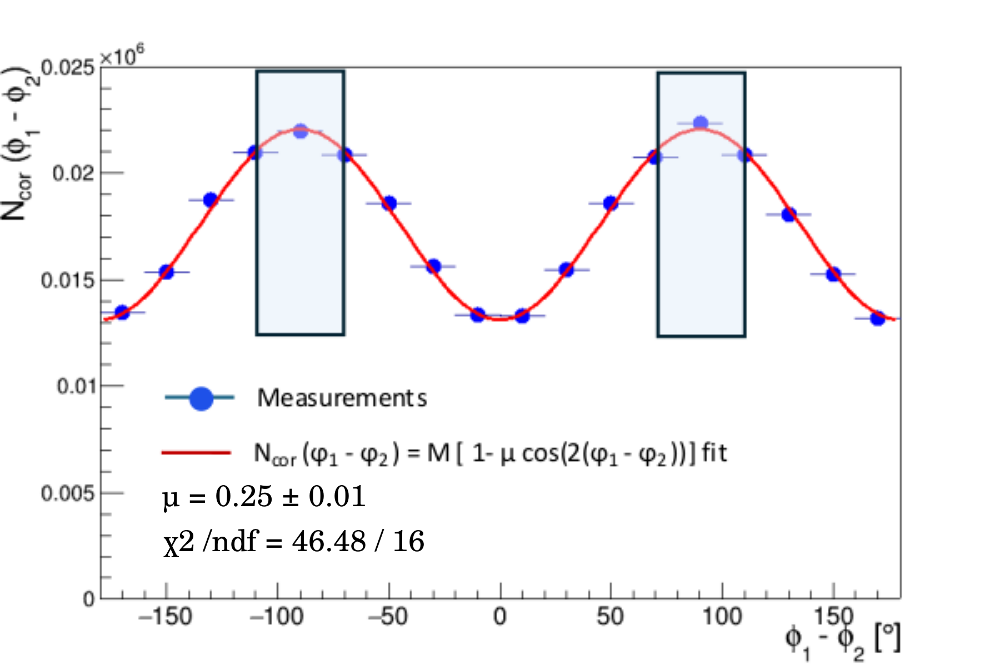 ×10⁶
N_cor (ϕ₁ - ϕ₂)
0.025
0.02
0.015
0.01
0.005
0
Measurements
N_cor (φ₁ - φ₂) = M [ 1- μ cos(2(φ₁ - φ₂))] fit
μ = 0.25 ± 0.01
χ2 /ndf = 46.48 / 16
−150 −100 −50 0 50 100 150
ϕ₁ - ϕ₂ [°]